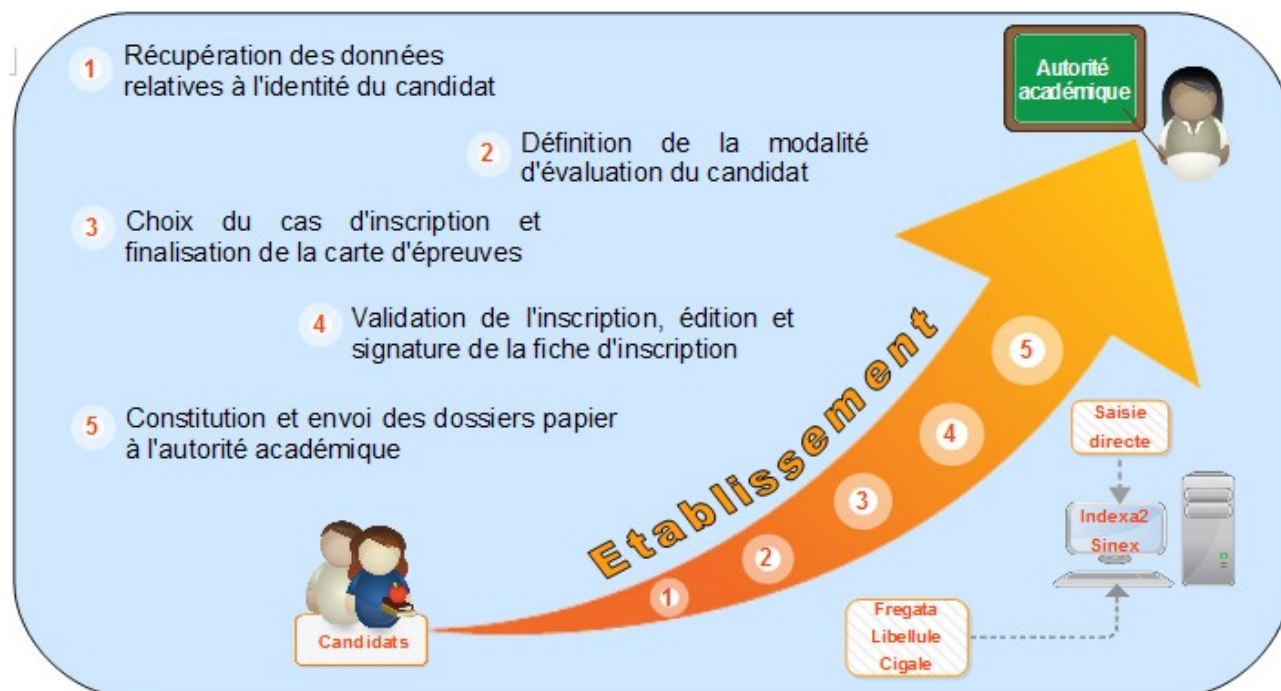 1 Récupération des données
relatives à l'identité du candidat
Autorité
académique
2 Définition de la modalité
d'évaluation du candidat
3 Choix du cas d'inscription et
finalisation de la carte d'épreuves
4 Validation de l'inscription, édition et
signature de la fiche d'inscription
5 Constitution et envoi des dossiers papier
à l'autorité académique
Etablissement
1
2
3
4
5
Candidats
Saisie
directe
Indexa2
Sinex
Fregata
Libellule
Cigale